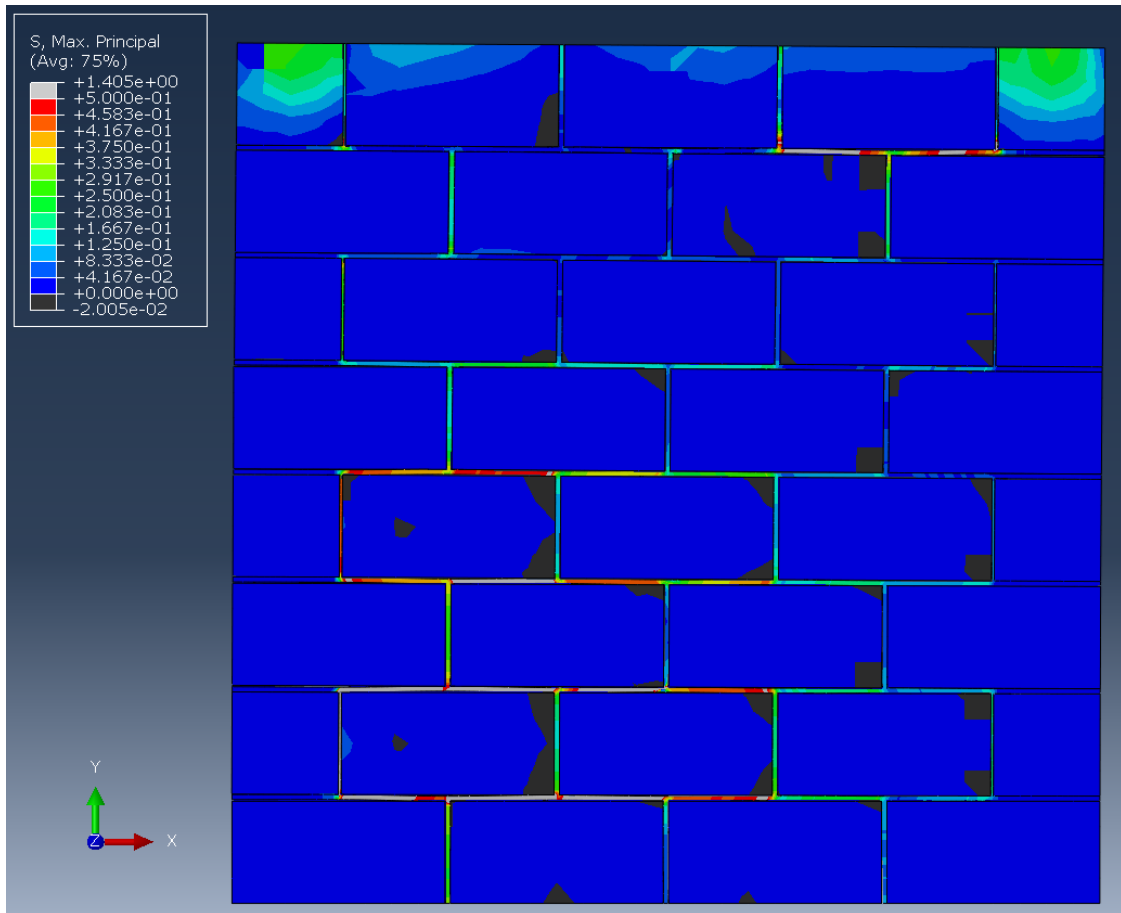 S, Max. Principal
(Avg: 75%)
+1.405e+00
+5.000e-01
+4.583e-01
+4.167e-01
+3.750e-01
+3.333e-01
+2.917e-01
+2.500e-01
+2.083e-01
+1.667e-01
+1.250e-01
+8.333e-02
+4.167e-02
+0.000e+00
-2.005e-02
Y
Z
X